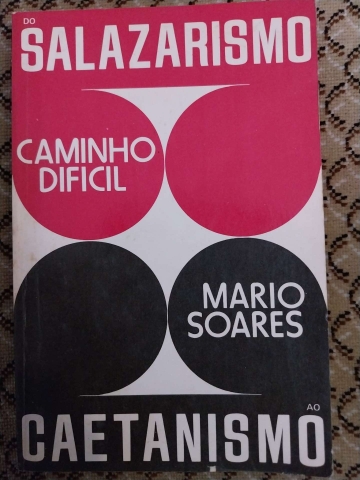 DO
SALAZARISMO
CAMINHO
DIFICIL
MARIO
SOARES
AO
CAETANISMO